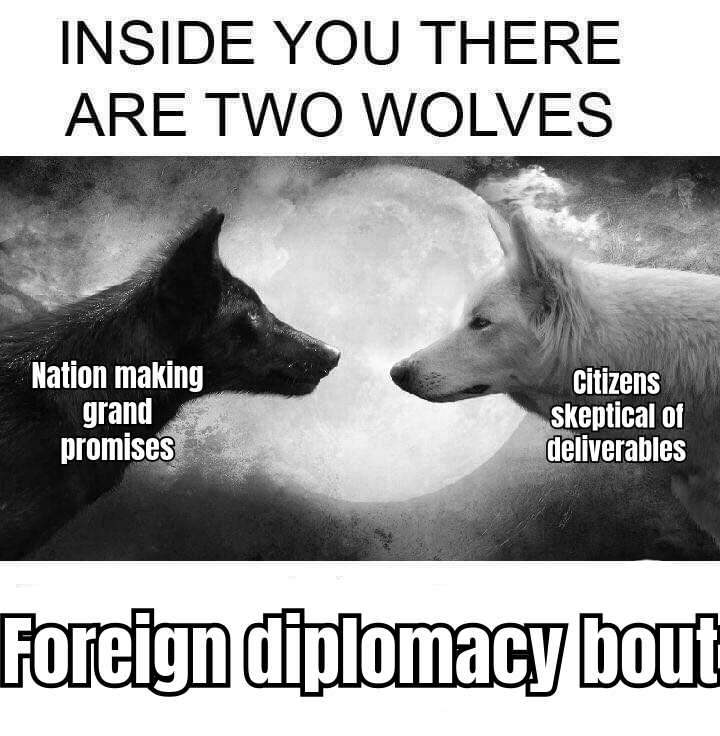 INSIDE YOU THERE
ARE TWO WOLVES
Nation making
grand
promises
Citizens
skeptical of
deliverables
Foreign diplomacy bout